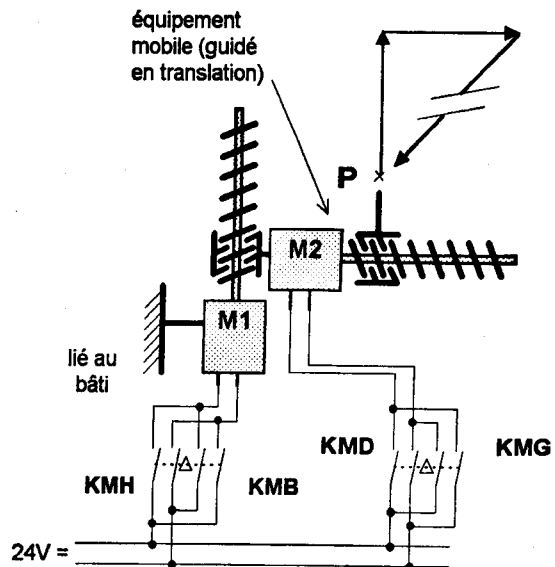 équipement
mobile (guidé
en translation)
P
M2
M1
lié au
bâti
KMD
KMG
KMH
KMB
24V =